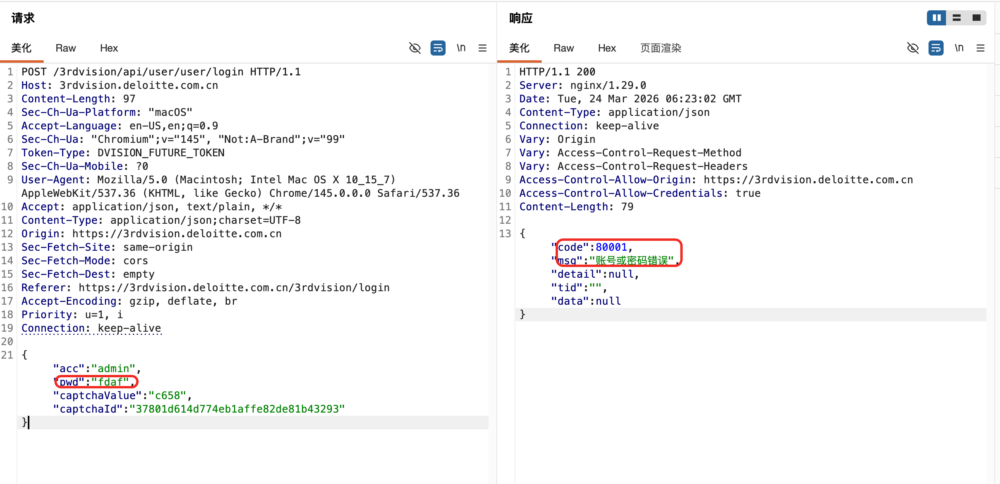 请求
美化 Raw Hex \n
1 POST /3rdvision/api/user/user/login HTTP/1.1
2 Host: 3rdvision.deloitte.com.cn
3 Content-Length: 97
4 Sec-Ch-Ua-Platform: "macOS"
5 Accept-Language: en-US,en;q=0.9
6 Sec-Ch-Ua: "Chromium";v="145", "Not:A-Brand";v="99"
7 Token-Type: DVISION_FUTURE_TOKEN
8 Sec-Ch-Ua-Mobile: ?0
9 User-Agent: Mozilla/5.0 (Macintosh; Intel Mac OS X 10_15_7)
AppleWebKit/537.36 (KHTML, like Gecko) Chrome/145.0.0.0 Safari/537.36
10 Accept: application/json, text/plain, */*
11 Content-Type: application/json;charset=UTF-8
12 Origin: https://3rdvision.deloitte.com.cn
13 Sec-Fetch-Site: same-origin
14 Sec-Fetch-Mode: cors
15 Sec-Fetch-Dest: empty
16 Referer: https://3rdvision.deloitte.com.cn/3rdvision/login
17 Accept-Encoding: gzip, deflate, br
18 Priority: u=1, i
19 Connection: keep-alive
20
21 {
"acc":"admin",
"pwd":"fdaf",
"captchaValue":"c658",
"captchaId":"37801d614d774eb1affe82de81b43293"
}
响应
美化 Raw Hex 页面渲染 \n
1 HTTP/1.1 200
2 Server: nginx/1.29.0
3 Date: Tue, 24 Mar 2026 06:23:02 GMT
4 Content-Type: application/json
5 Connection: keep-alive
6 Vary: Origin
7 Vary: Access-Control-Request-Method
8 Vary: Access-Control-Request-Headers
9 Access-Control-Allow-Origin: https://3rdvision.deloitte.com.cn
10 Access-Control-Allow-Credentials: true
11 Content-Length: 79
12
13 {
"code":80001,
"msg":"账号或密码错误",
"detail":null,
"tid":"",
"data":null
}